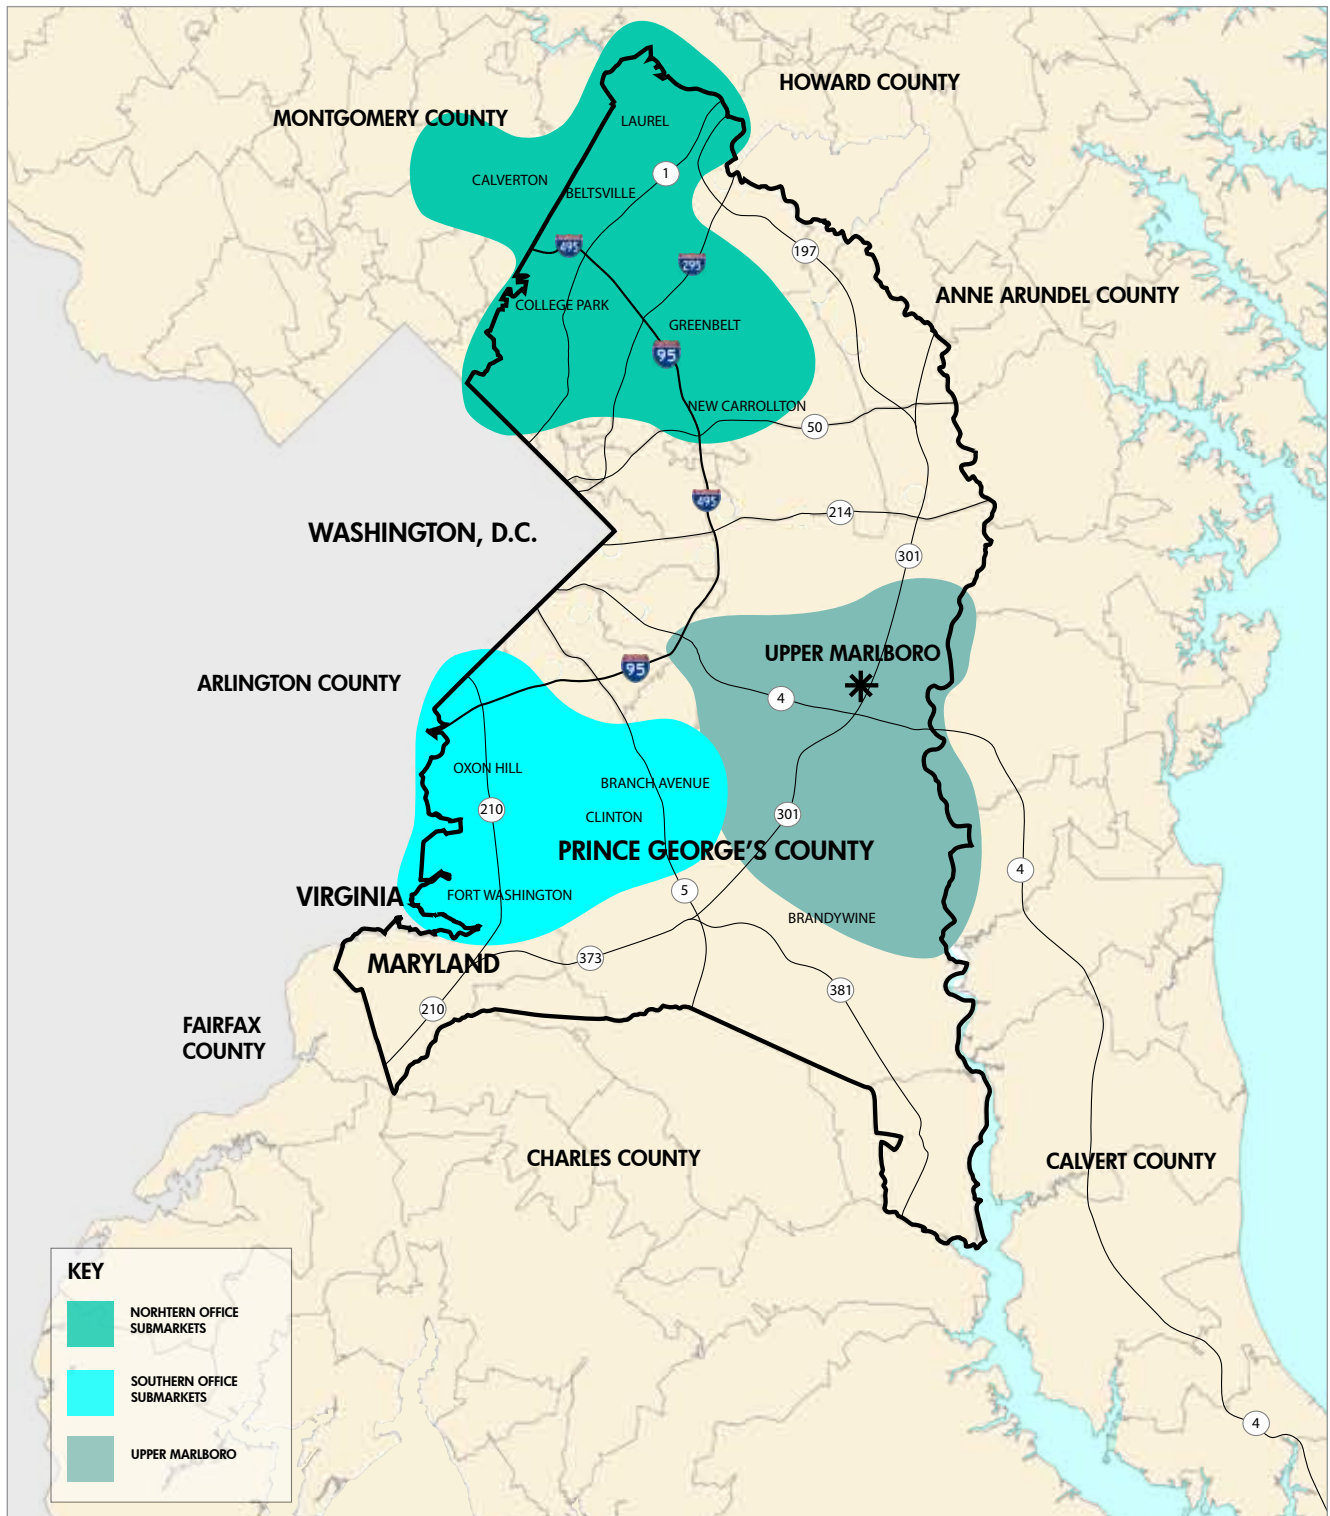 HOWARD COUNTY
MONTGOMERY COUNTY
LAUREL
CALVERTON
1
BELTSVILLE
495
197
295
ANNE ARUNDEL COUNTY
COLLEGE PARK
GREENBELT
95
NEW CARROLLTON
50
495
214
WASHINGTON, D.C.
301
UPPER MARLBORO
95
ARLINGTON COUNTY
4
OXON HILL
BRANCH AVENUE
210
CLINTON
301
PRINCE GEORGE'S COUNTY
4
5
VIRGINIA
FORT WASHINGTON
BRANDYWINE
373
MARYLAND
381
210
FAIRFAX
COUNTY
CHARLES COUNTY
CALVERT COUNTY
KEY
NORHTERN OFFICE
SUBMARKETS
SOUTHERN OFFICE
SUBMARKETS
4
UPPER MARLBORO